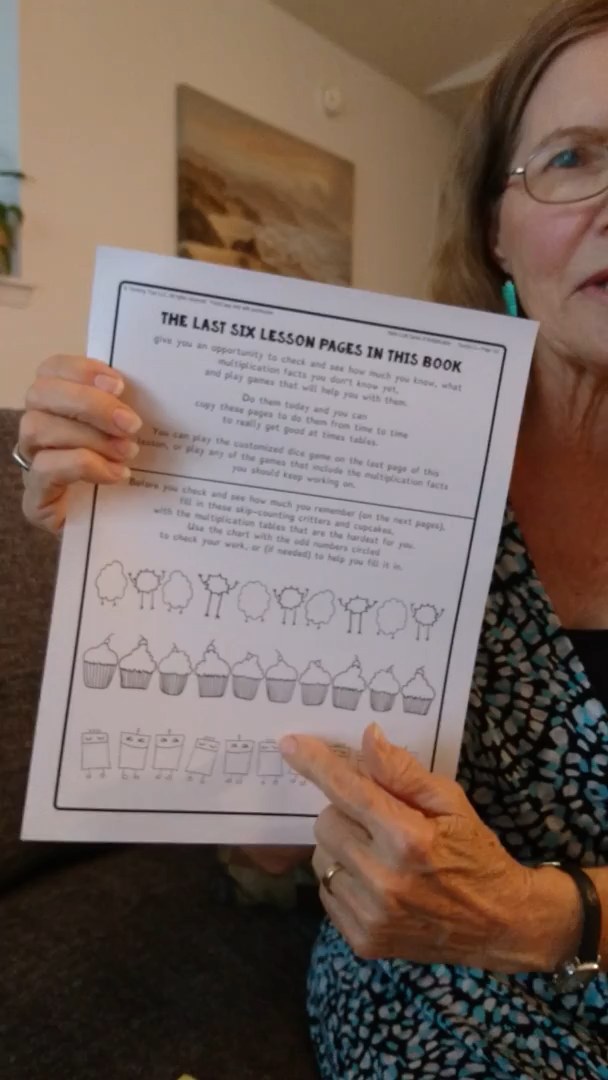 THE LAST SIX LESSON PAGES IN THIS BOOK
give you an opportunity to check and see how much you know, what
multiplication facts you don't know yet,
and play games that will help you with them.
Do them today and you can
copy these pages to do them from time to time
to really get good at times tables.
You can play the customized dice game on the last page of this
lesson, or play any of the games that include the multiplication facts
you should keep working on.
Before you check and see how much you remember (on the next pages),
fill in these skip-counting critters and cupcakes,
with the multiplication tables that are the hardest for you.
Use the chart with the odd numbers circled
to check your work, or (if needed) to help you fill it in.